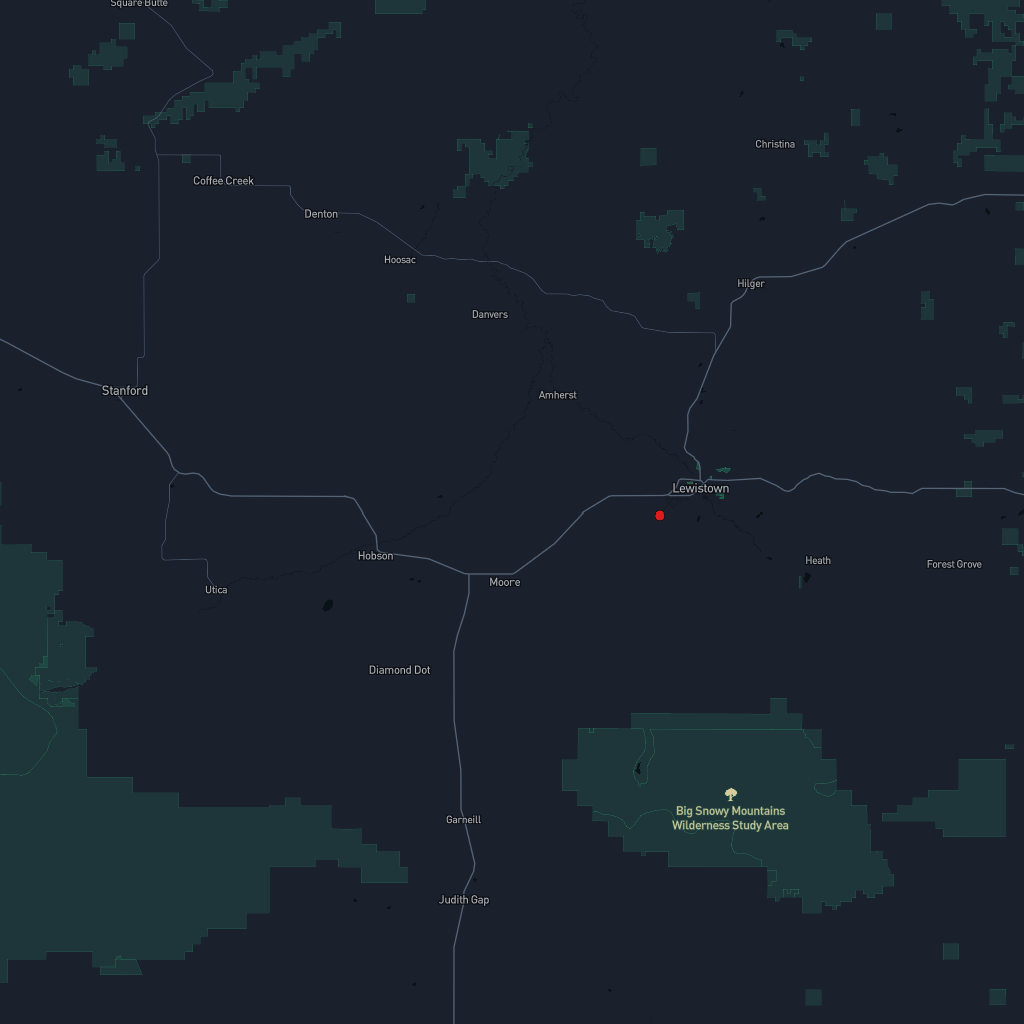 Square Butte
Christina
Coffee Creek
Denton
Hoosac
Hilger
Danvers
Stanford
Amherst
Lewistown
Hobson
Heath
Forest Grove
Moore
Utica
Diamond Dot
Big Snowy Mountains
Wilderness Study Area
Garneill
Judith Gap